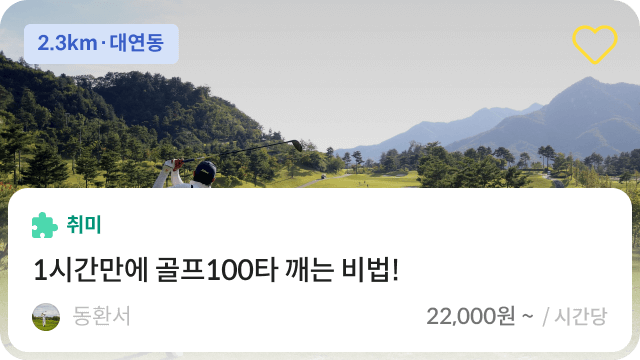 2.3km·대연동
취미
1시간만에 골프100타 깨는 비법!
동환서
22,000원 ~ / 시간당